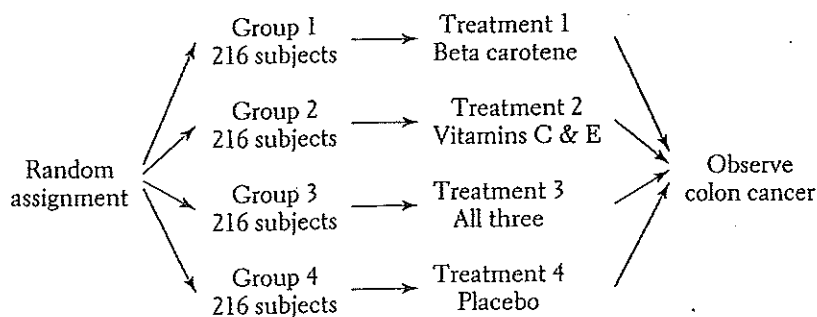 Group 1
216 subjects
Treatment 1
Beta carotene
Group 2
216 subjects
Treatment 2
Vitamins C & E
Random
assignment
Observe
colon cancer
Group 3
216 subjects
Treatment 3
All three
Group 4
216 subjects
Treatment 4
Placebo